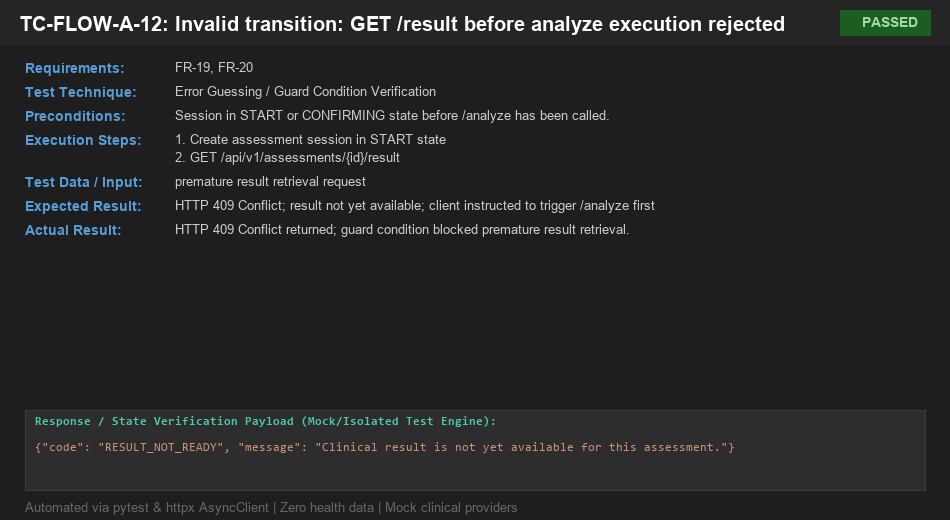 TC-FLOW-A-12: Invalid transition: GET /result before analyze execution rejected
PASSED
Requirements: FR-19, FR-20
Test Technique: Error Guessing / Guard Condition Verification
Preconditions: Session in START or CONFIRMING state before /analyze has been called.
Execution Steps: 1. Create assessment session in START state
2. GET /api/v1/assessments/{id}/result
Test Data / Input: premature result retrieval request
Expected Result: HTTP 409 Conflict; result not yet available; client instructed to trigger /analyze first
Actual Result: HTTP 409 Conflict returned; guard condition blocked premature result retrieval.
Response / State Verification Payload (Mock/Isolated Test Engine):
{"code": "RESULT_NOT_READY", "message": "Clinical result is not yet available for this assessment."}
Automated via pytest & httpx AsyncClient | Zero health data | Mock clinical providers